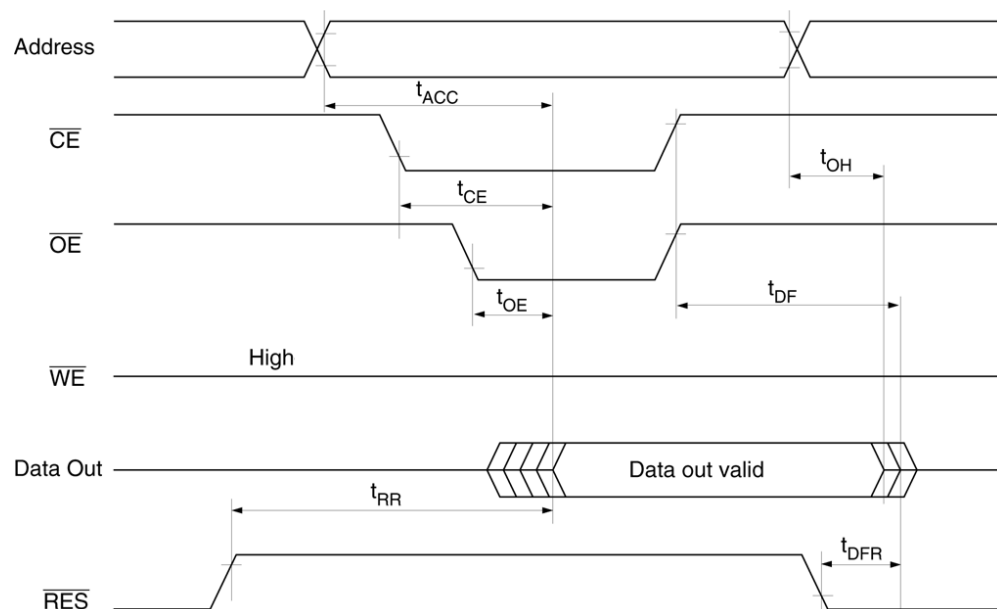 Address
tACC
CE
tOH
tCE
OE
tDF
tOE
High
WE
Data Out
Data out valid
tRR
tDFR
RES